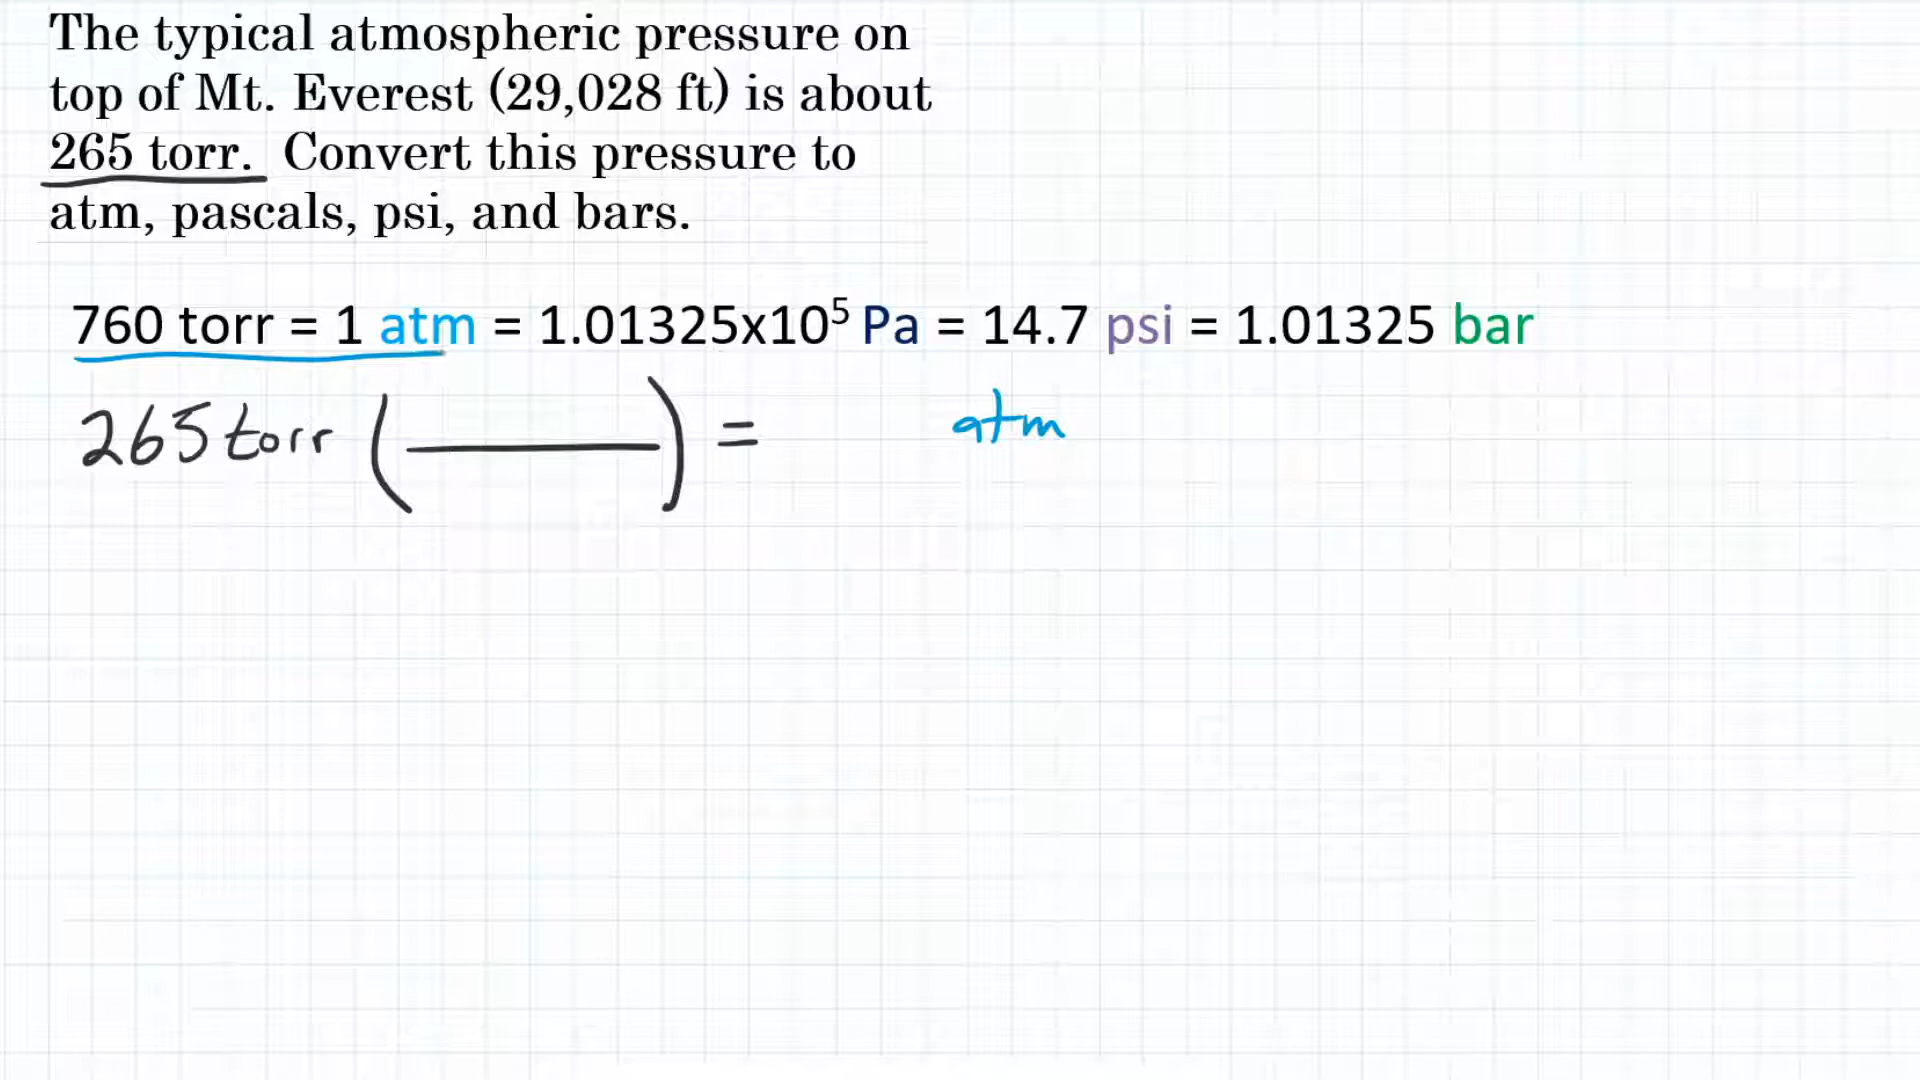 The typical atmospheric pressure on
top of Mt. Everest (29,028 ft) is about
265 torr. Convert this pressure to
atm, pascals, psi, and bars.
760 torr = 1 atm = 1.01325x10⁵ Pa = 14.7 psi = 1.01325 bar
265 torr ( ) = atm